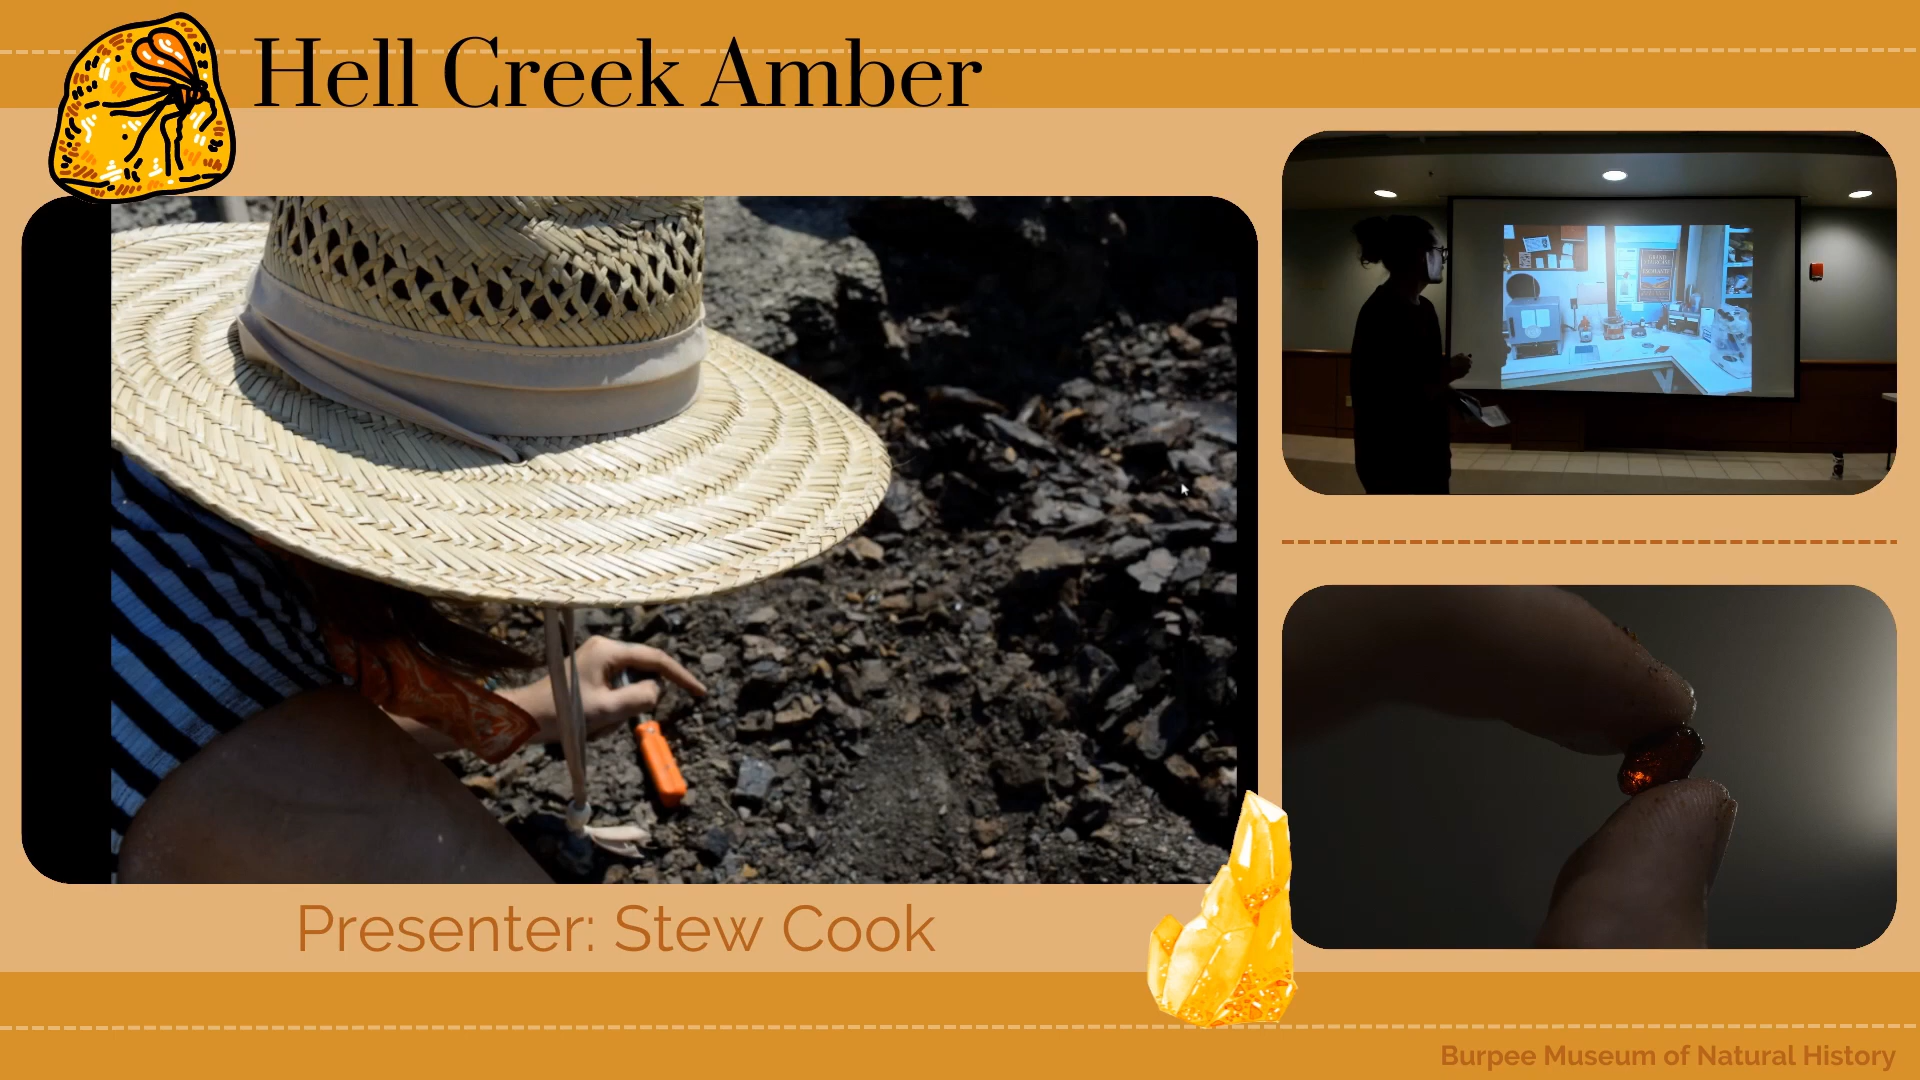 Hell Creek Amber
Presenter: Stew Cook
Burpee Museum of Natural History